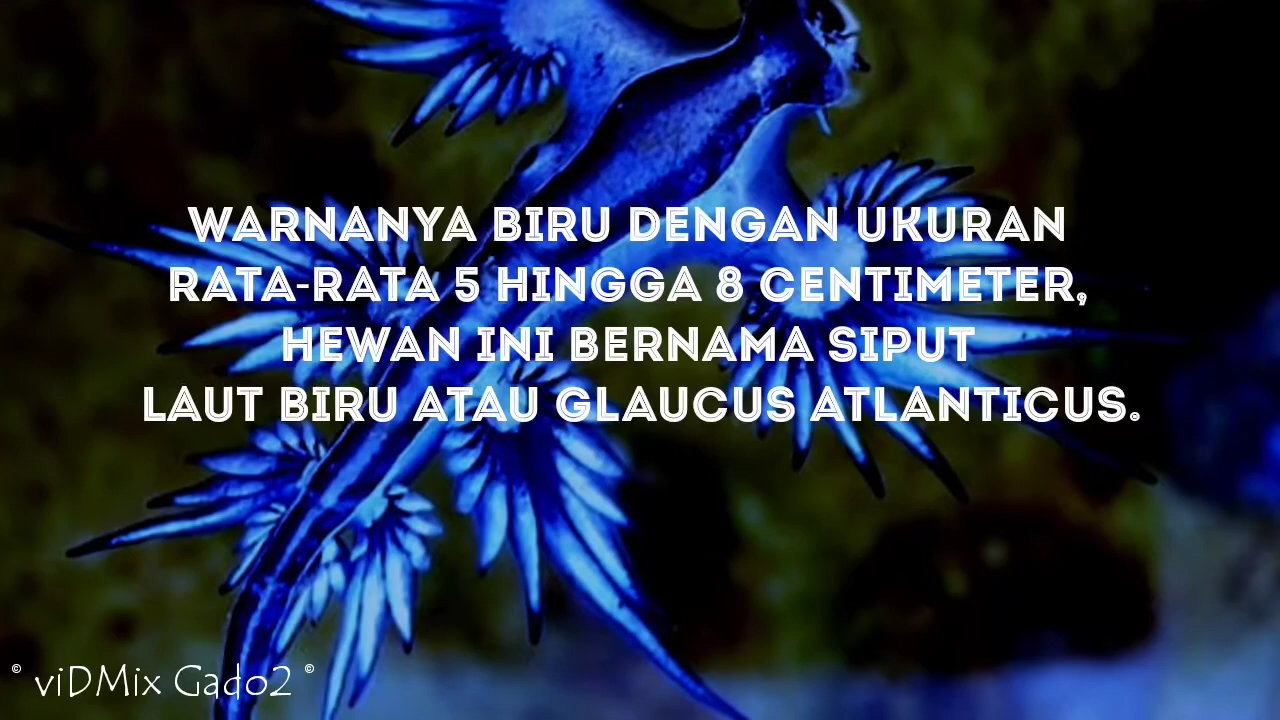 WARNANYA BIRU DENGAN UKURAN
RATA-RATA 5 HINGGA 8 CENTIMETER,
HEWAN INI BERNAMA SIPUT
LAUT BIRU ATAU GLAUCUS ATLANTICUS.
© viDMix Gado2 ©